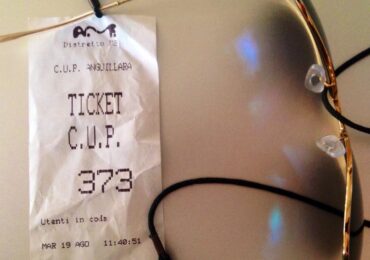 Distretto
C.U.P. ANGUILLARA
TICKET
C.U.P.
373
Utenti in coda
MAR 19 AGO 11:40:51